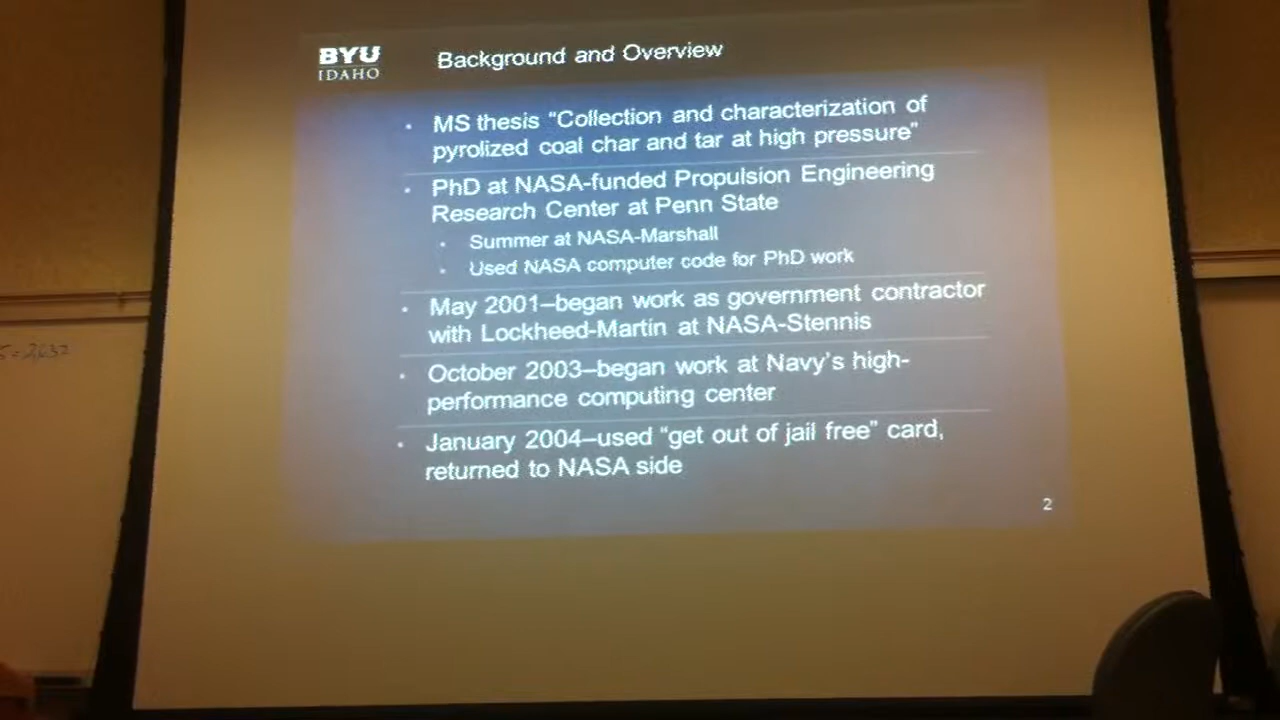 BYU
IDAHO
Background and Overview
• MS thesis “Collection and characterization of
pyrolized coal char and tar at high pressure”
• PhD at NASA-funded Propulsion Engineering
Research Center at Penn State
• Summer at NASA-Marshall
• Used NASA computer code for PhD work
• May 2001–began work as government contractor
with Lockheed-Martin at NASA-Stennis
• October 2003–began work at Navy’s high-
performance computing center
• January 2004–used “get out of jail free” card,
returned to NASA side
2